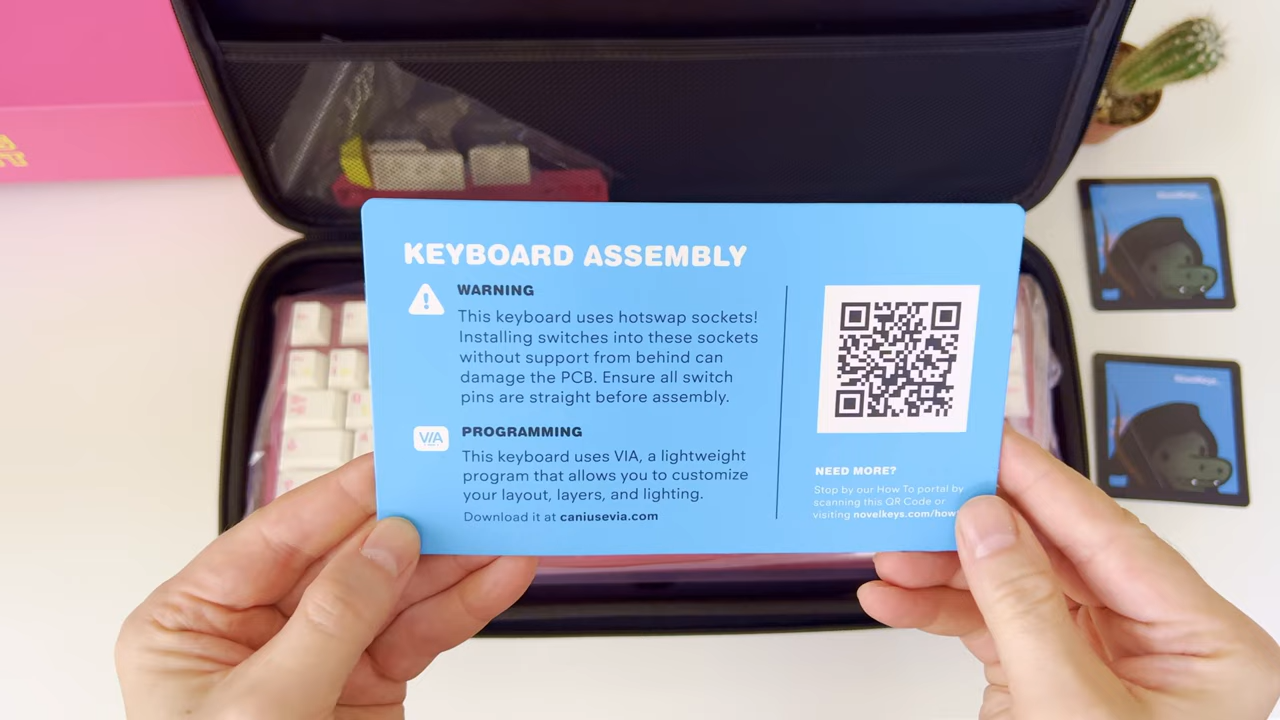 KEYBOARD ASSEMBLY
WARNING
This keyboard uses hotswap sockets!
Installing switches into these sockets
without support from behind can
damage the PCB. Ensure all switch
pins are straight before assembly.
VIA
PROGRAMMING
This keyboard uses VIA, a lightweight
program that allows you to customize
your layout, layers, and lighting.
Download it at caniusevia.com
NEED MORE?
Stop by our How To portal by
scanning this QR Code or
visiting novelkeys.com/how
NovelKeys
NovelKeys